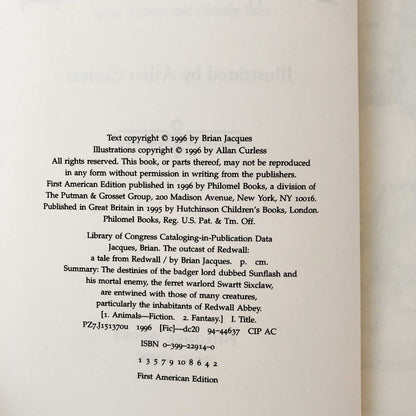 Text copyright © 1996 by Brian Jacques
Illustrations copyright © 1996 by Allan Curless
All rights reserved. This book, or parts thereof, may not be reproduced
in any form without permission in writing from the publishers.
First American Edition published in 1996 by Philomel Books, a division of
The Putnam & Grosset Group, 200 Madison Avenue, New York, NY 10016.
Published in Great Britain in 1995 by Hutchinson Children's Books, London.
Philomel Books, Reg. U.S. Pat. & Tm. Off.
Library of Congress Cataloging-in-Publication Data
Jacques, Brian. The outcast of Redwall:
a tale from Redwall / by Brian Jacques. p. cm.
Summary: The destinies of the badger lord dubbed Sunflash and
his mortal enemy, the ferret warlord Swartt Sixclaw,
are entwined with those of many creatures,
particularly the inhabitants of Redwall Abbey.
[1. Animals—Fiction. 2. Fantasy.] I. Title.
PZ7.J15137Ou 1996 [Fic]—dc20 94-44637 CIP AC
ISBN 0-399-22914-0
1 3 5 7 9 10 8 6 4 2
First American Edition